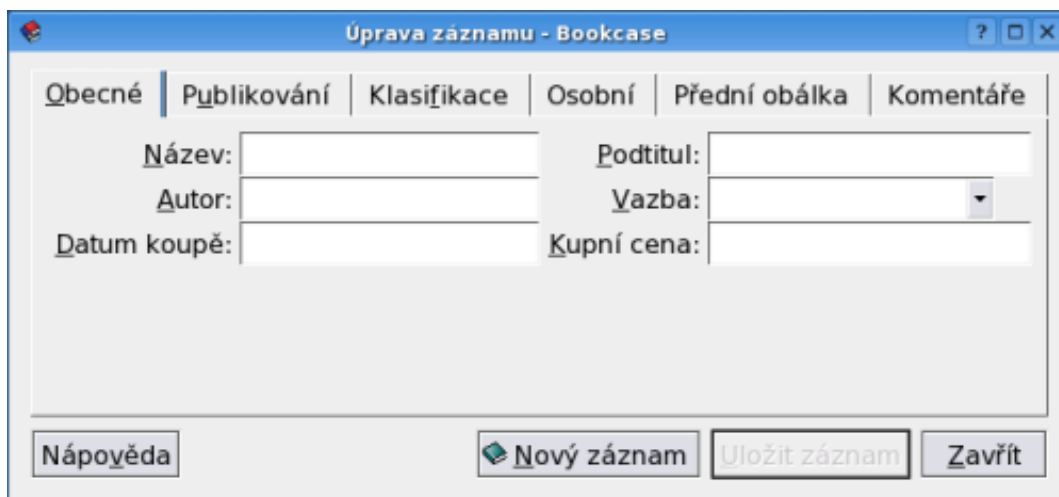 Úprava záznamu - Bookcase
Obecné Publikování Klasifikace Osobní Přední obálka Komentáře
Název: Podtitul:
Autor: Vazba:
Datum koupě: Kupní cena:
Nápověda Nový záznam Uložit záznam Zavřít